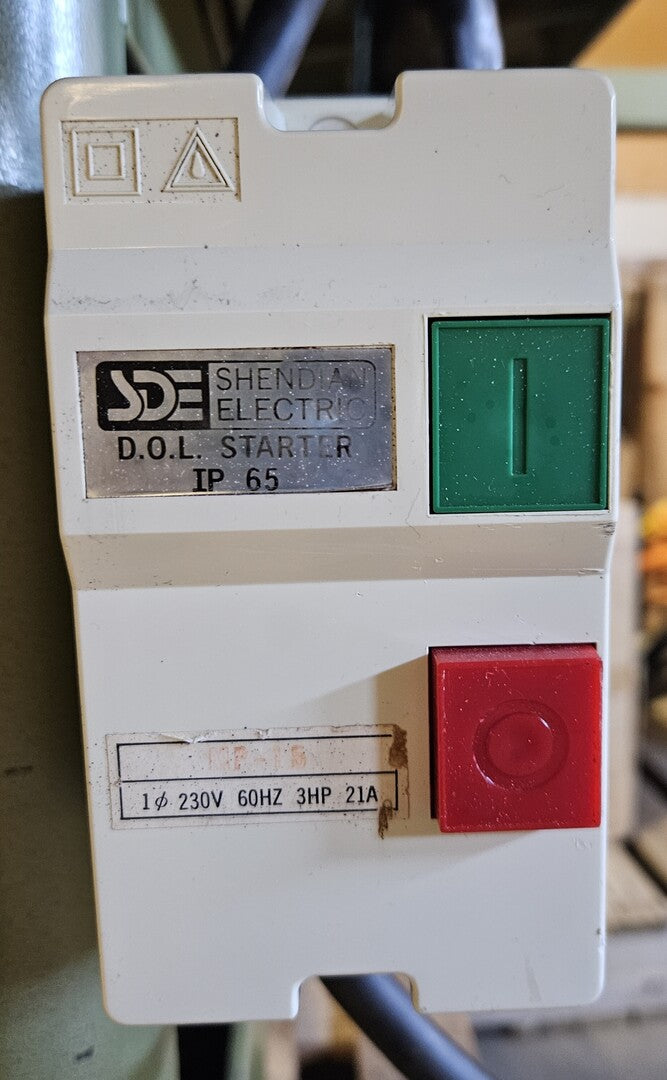 SDE SHENDIAN
ELECTRIC
D.O.L. STARTER
IP 65
1φ 230V 60HZ 3HP 21A